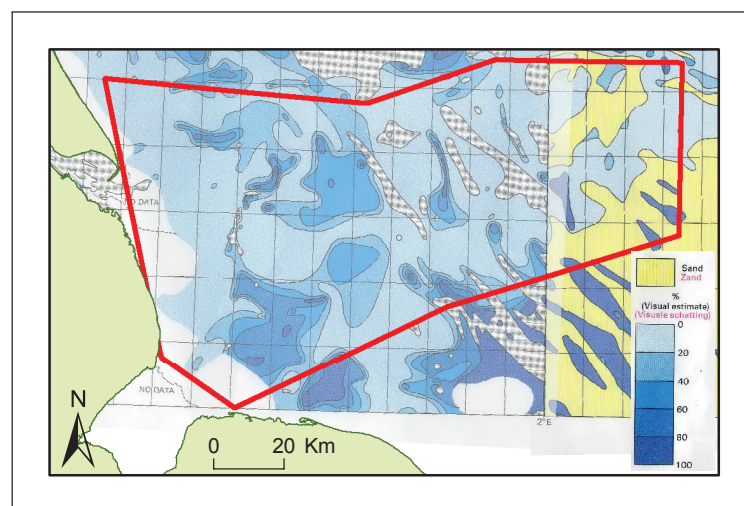 NO DATA
Sand
Zand
%
(Visual estimate)
(Visuele schatting)
0
20
40
60
80
100
2°E
NO DATA
N
0 20 Km